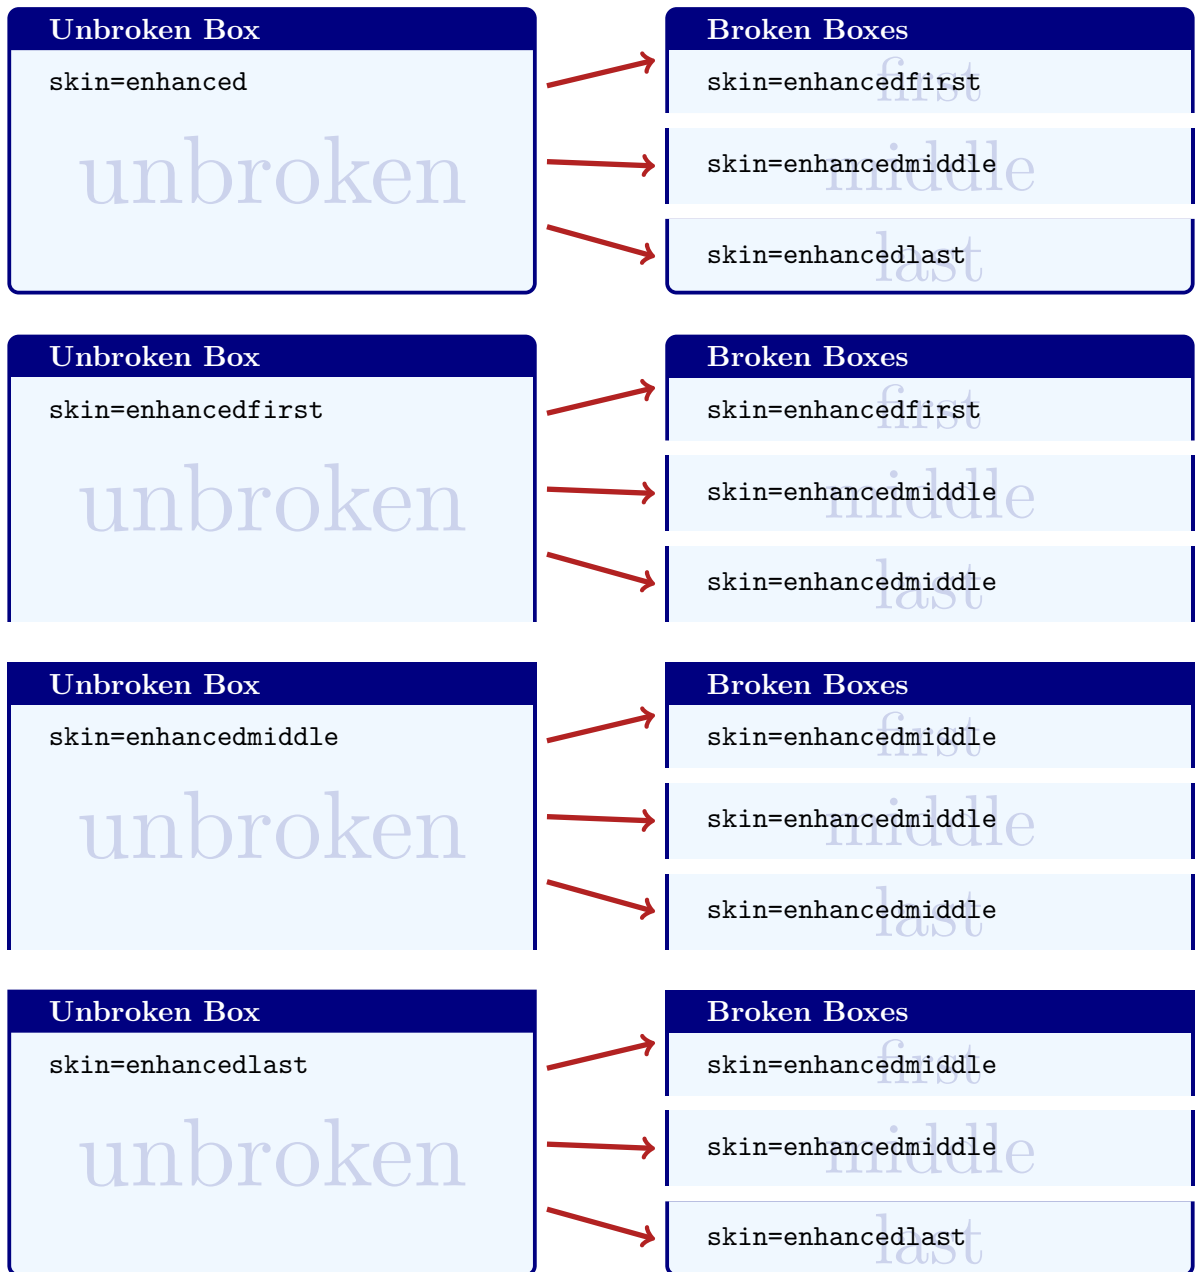 Unbroken Box
skin=enhanced
unbroken
Broken Boxes
first
skin=enhancedfirst
middle
skin=enhancedmiddle
last
skin=enhancedlast
Unbroken Box
skin=enhancedfirst
unbroken
Broken Boxes
first
skin=enhancedfirst
middle
skin=enhancedmiddle
last
skin=enhancedmiddle
Unbroken Box
skin=enhancedmiddle
unbroken
Broken Boxes
first
skin=enhancedmiddle
middle
skin=enhancedmiddle
last
skin=enhancedmiddle
Unbroken Box
skin=enhancedlast
unbroken
Broken Boxes
first
skin=enhancedmiddle
middle
skin=enhancedmiddle
last
skin=enhancedlast